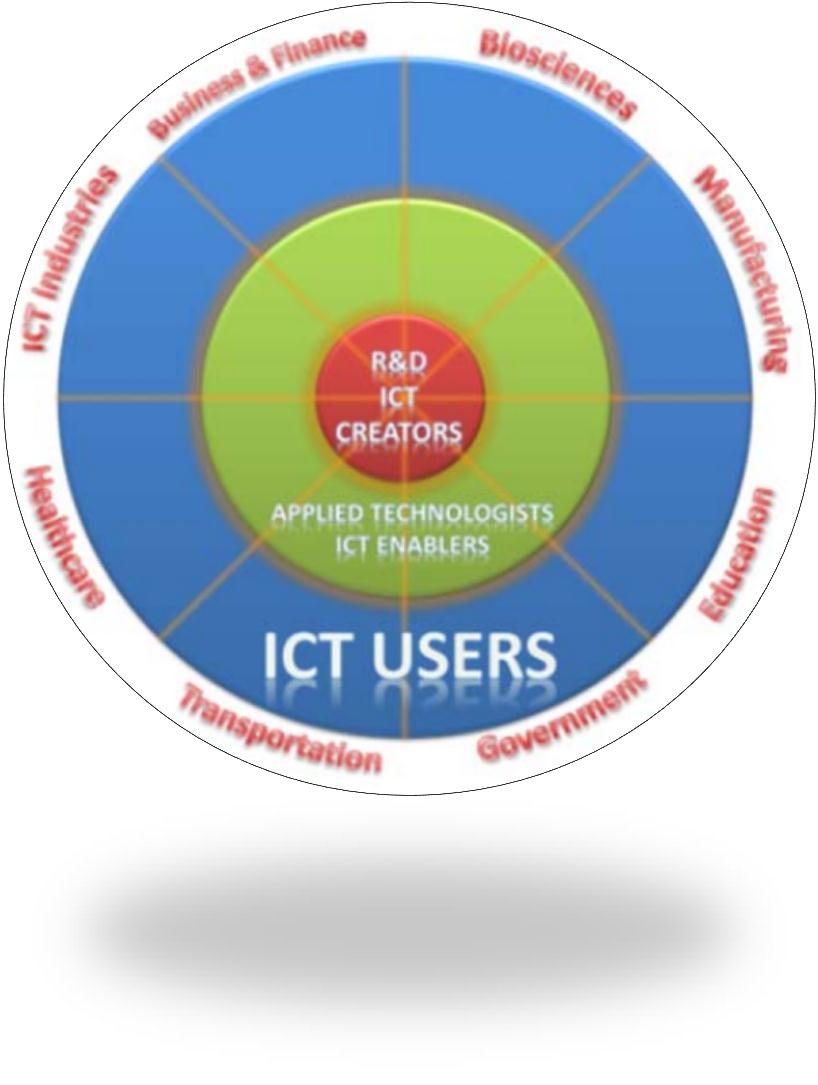 Business & Finance
Biosciences
Manufacturing
Education
Government
Transportation
Healthcare
ICT Industries
R&D
ICT
CREATORS
APPLIED TECHNOLOGISTS
ICT ENABLERS
ICT USERS